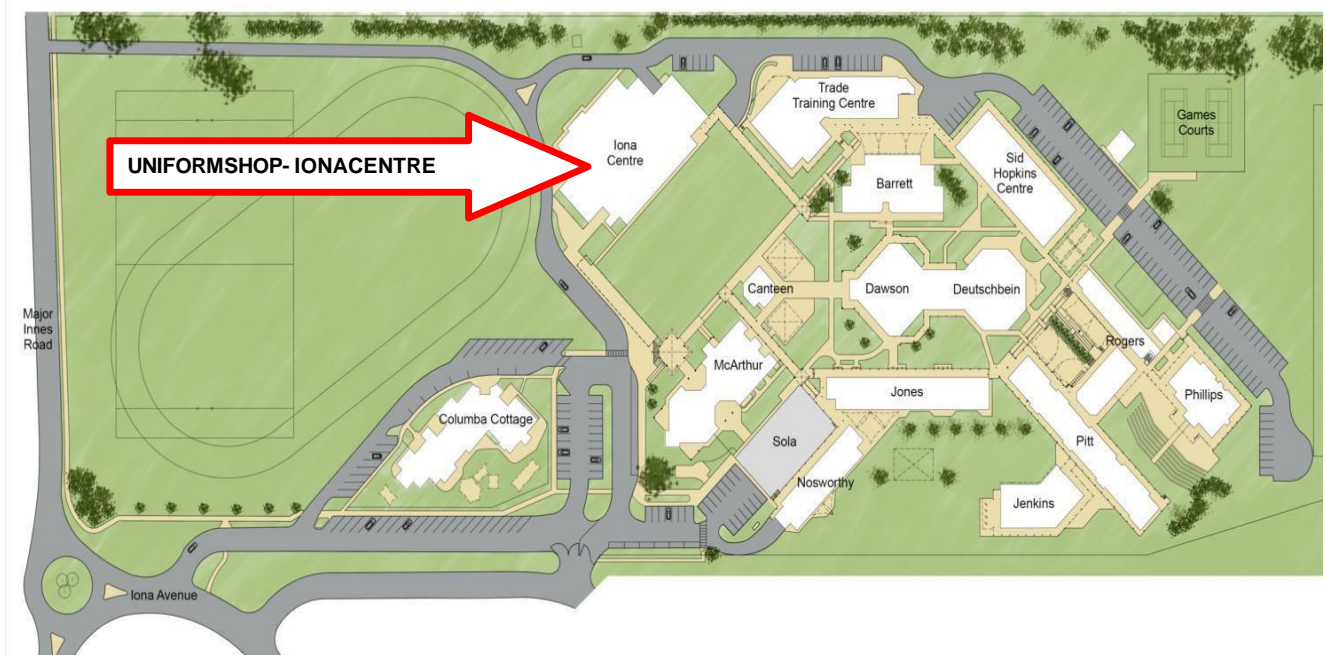 Trade
Training Centre
Games
Courts
Iona
Centre
UNIFORMSHOP- IONACENTRE
Sid
Hopkins
Centre
Barrett
Canteen
Dawson
Deutschbein
Major
Innes
Road
Rogers
McArthur
Jones
Phillips
Columba Cottage
Sola
Pitt
Nosworthy
Jenkins
Iona Avenue